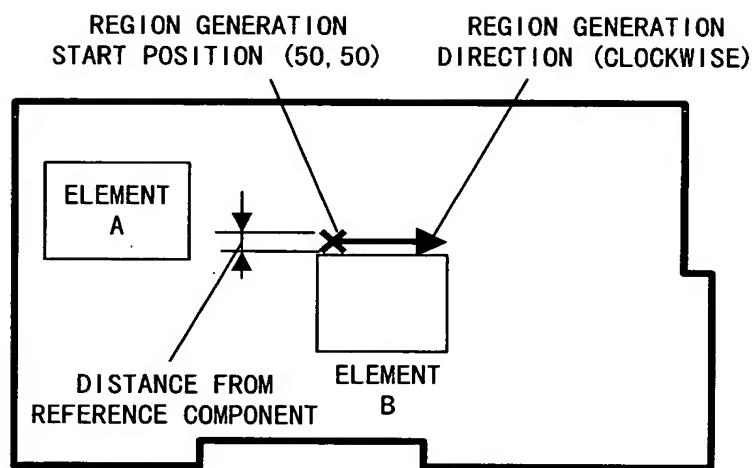 REGION GENERATION
START POSITION (50,50)
REGION GENERATION
DIRECTION (CLOCKWISE)
ELEMENT
A
ELEMENT
B
DISTANCE FROM
REFERENCE COMPONENT